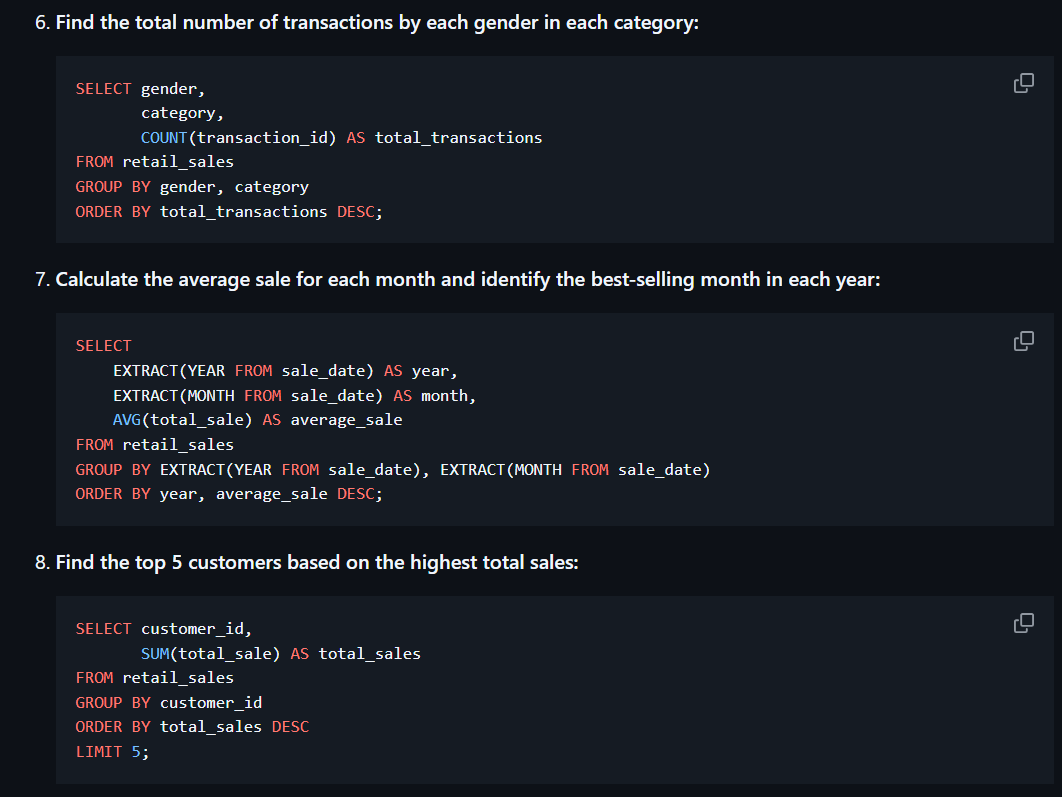 6. Find the total number of transactions by each gender in each category:
SELECT gender,
category,
COUNT(transaction_id) AS total_transactions
FROM retail_sales
GROUP BY gender, category
ORDER BY total_transactions DESC;
7. Calculate the average sale for each month and identify the best-selling month in each year:
SELECT
EXTRACT(YEAR FROM sale_date) AS year,
EXTRACT(MONTH FROM sale_date) AS month,
AVG(total_sale) AS average_sale
FROM retail_sales
GROUP BY EXTRACT(YEAR FROM sale_date), EXTRACT(MONTH FROM sale_date)
ORDER BY year, average_sale DESC;
8. Find the top 5 customers based on the highest total sales:
SELECT customer_id,
SUM(total_sale) AS total_sales
FROM retail_sales
GROUP BY customer_id
ORDER BY total_sales DESC
LIMIT 5;